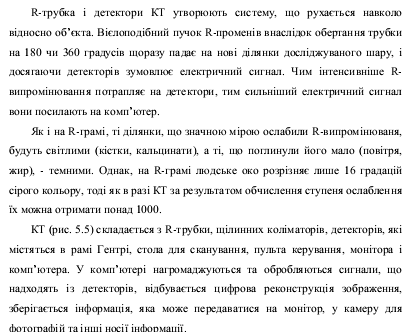 R-трубка і детектори КТ утворюють систему, що рухається навколо
відносно об'єкта. Вієлоподібний пучок R-променів внаслідок обертання трубки
на 180 чи 360 градусів щоразу падає на нові ділянки досліджуваного шару, і
досягаючи детекторів зумовлює електричний сигнал. Чим інтенсивніше R-
випромінювання потрапляє на детектори, тим сильніший електричний сигнал
вони посилають на комп'ютер.
Як і на R-грамі, ті ділянки, що значною мірою ослабили R-випромінюваня,
будуть світлими (кістки, кальцинати), а ті, що поглинули його мало (повітря,
жир), - темними. Однак, на R-грамі людське око розрізняє лише 16 градацій
сірого кольору, тоді як в разі КТ за результатом обчислення ступеня ослаблення
їх можна отримати понад 1000.
КТ (рис. 5.5) складається з R-трубки, щілинних коліматорів, детекторів, які
містяться в рамі Гентрі, стола для сканування, пульта керування, монітора і
комп'ютера. У комп'ютері нагромаджуються та обробляються сигнали, що
надходять із детекторів, відбувається цифрова реконструкція зображення,
зберігається інформація, яка може передаватися на монітор, у камеру для
фотографій та інші носії інформації.